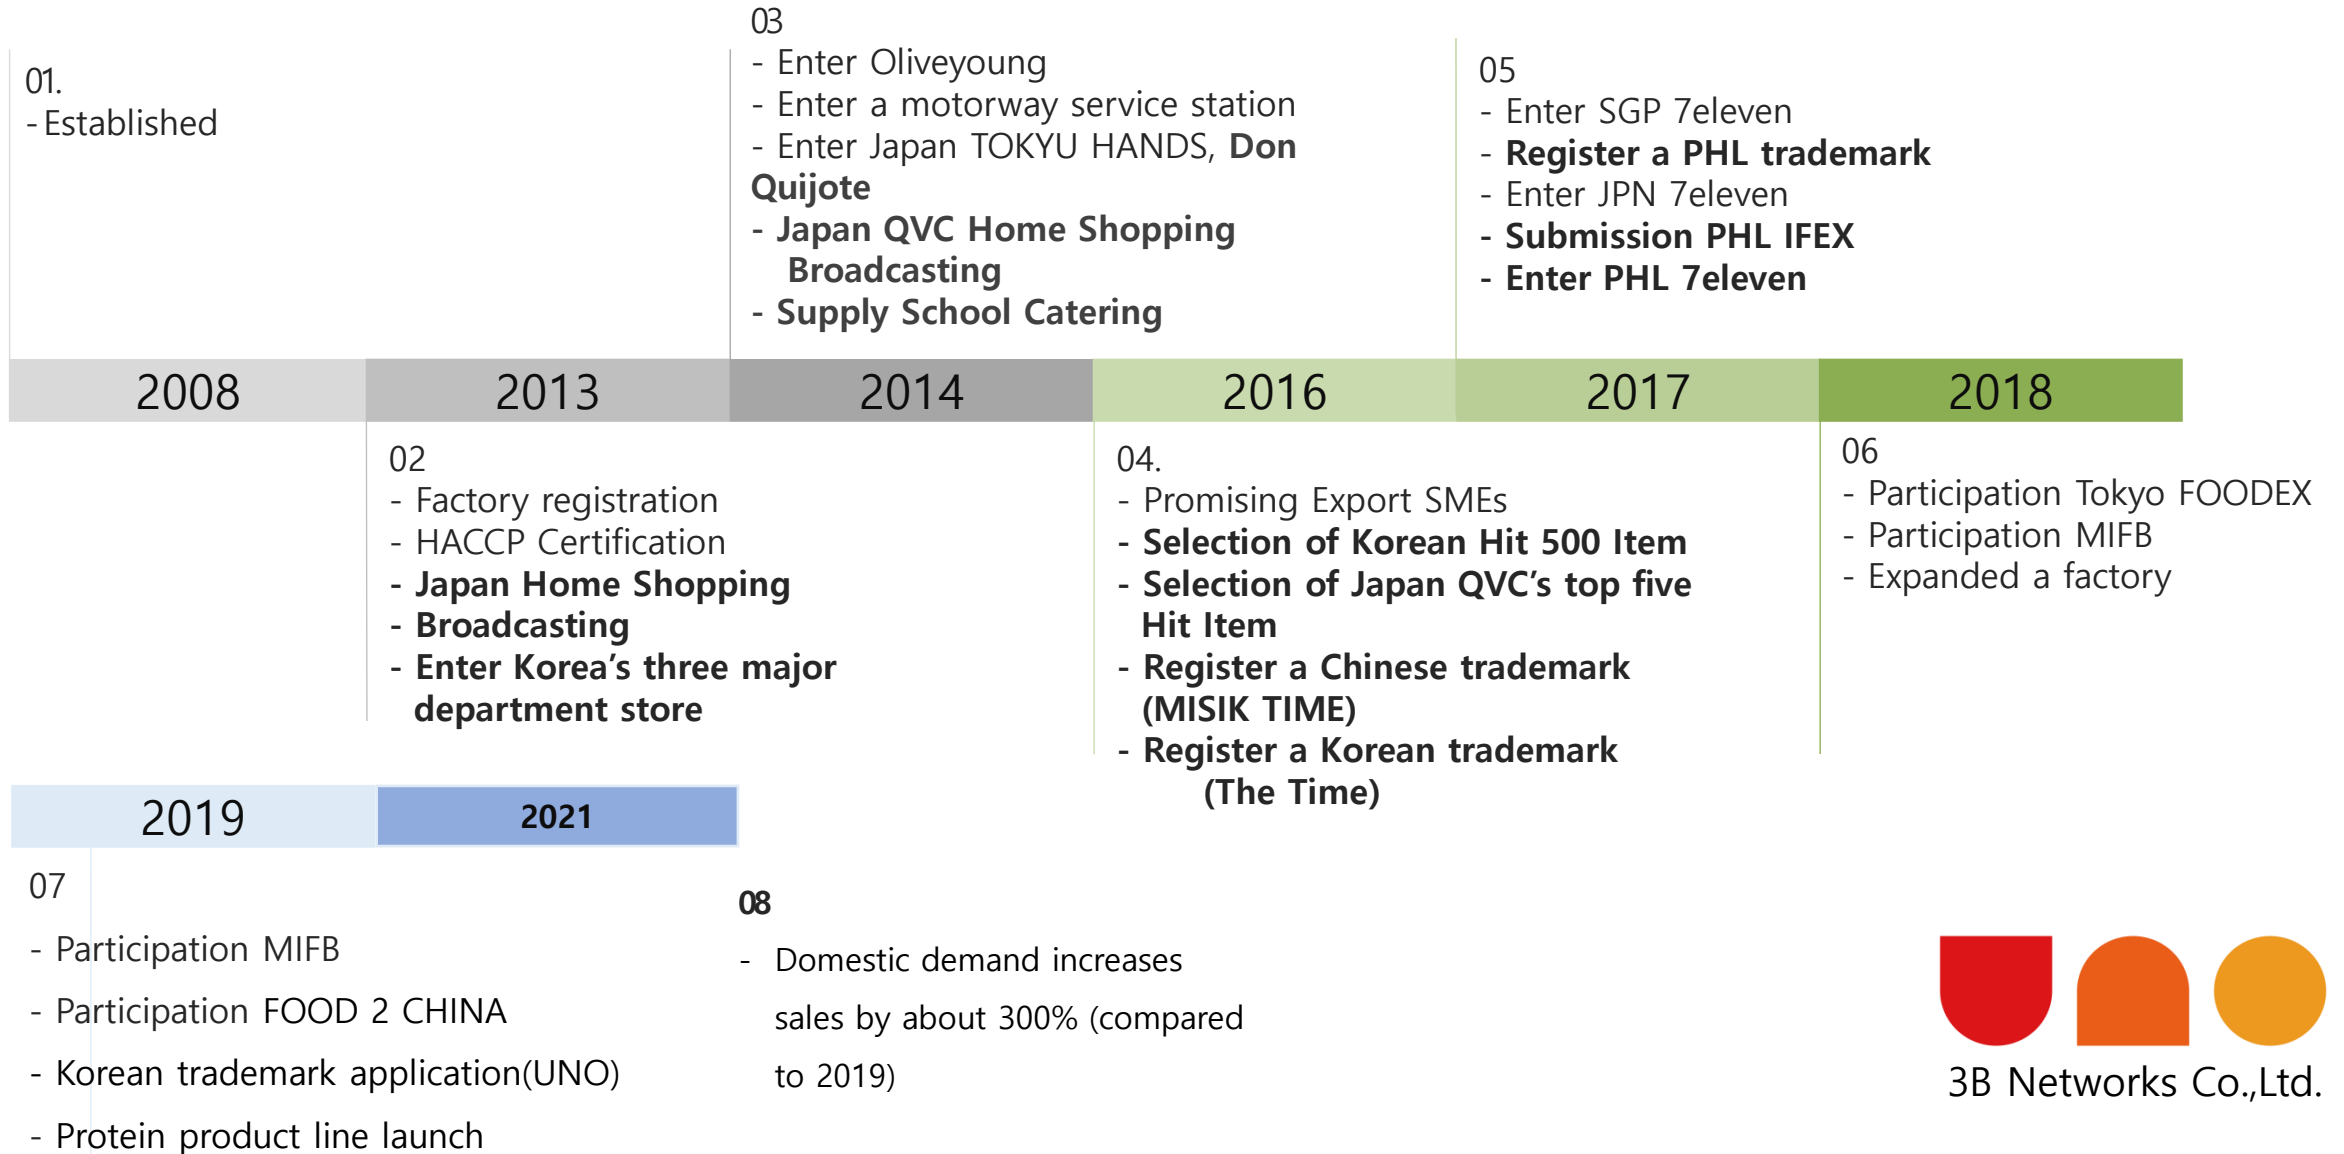 01.
- Established
03
- Enter Oliveyoung
- Enter a motorway service station
- Enter Japan TOKYU HANDS, Don
Quijote
- Japan QVC Home Shopping
Broadcasting
- Supply School Catering
05
- Enter SGP 7eleven
- Register a PHL trademark
- Enter JPN 7eleven
- Submission PHL IFEX
- Enter PHL 7eleven
2008
2013
2014
2016
2017
2018
02
- Factory registration
- HACCP Certification
- Japan Home Shopping
- Broadcasting
- Enter Korea’s three major
department store
04.
- Promising Export SMEs
- Selection of Korean Hit 500 Item
- Selection of Japan QVC’s top five
Hit Item
- Register a Chinese trademark
(MISIK TIME)
- Register a Korean trademark
(The Time)
06
- Participation Tokyo FOODEX
- Participation MIFB
- Expanded a factory
2019
2021
07
- Participation MIFB
- Participation FOOD 2 CHINA
- Korean trademark application(UNO)
- Protein product line launch
08
- Domestic demand increases
sales by about 300% (compared
to 2019)
uno
3B Networks Co.,Ltd.